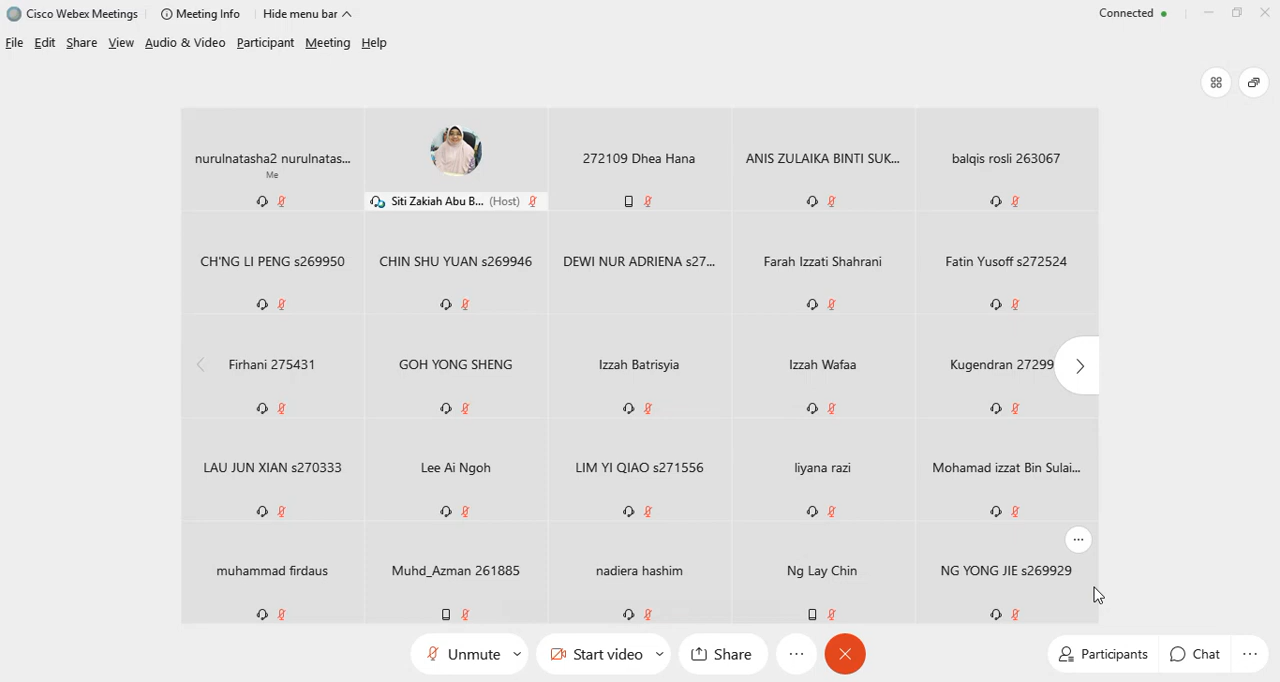 Cisco Webex Meetings Meeting Info Hide menu bar Connected
File Edit Share View Audio & Video Participant Meeting Help
nurulnatasha2 nurulnatas...
Me
Siti Zakiah Abu B... (Host)
272109 Dhea Hana
ANIS ZULAIKA BINTI SUK...
balqis rosli 263067
CH'NG LI PENG s269950
CHIN SHU YUAN s269946
DEWI NUR ADRIENA s27...
Farah Izzati Shahrani
Fatin Yusoff s272524
Firhani 275431
GOH YONG SHENG
Izzah Batrisyia
Izzah Wafaa
Kugendran 27299
LAU JUN XIAN s270333
Lee Ai Ngoh
LIM YI QIAO s271556
liyana razi
Mohamad izzat Bin Sulai...
muhammad firdaus
Muhd_Azman 261885
nadiera hashim
Ng Lay Chin
NG YONG JIE s269929
Unmute Start video Share Participants Chat